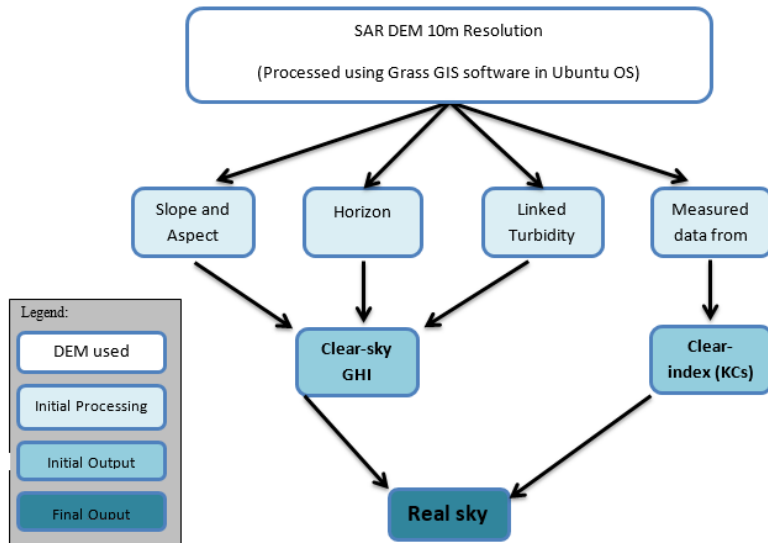 SAR DEM 10m Resolution
(Processed using Grass GIS software in Ubuntu OS)
Slope and
Aspect
Horizon
Linked
Turbidity
Measured
data from
Clear-sky
GHI
Clear-
index (KCs)
Real sky
Legend:
DEM used
Initial Processing
Initial Output
Final Ouput